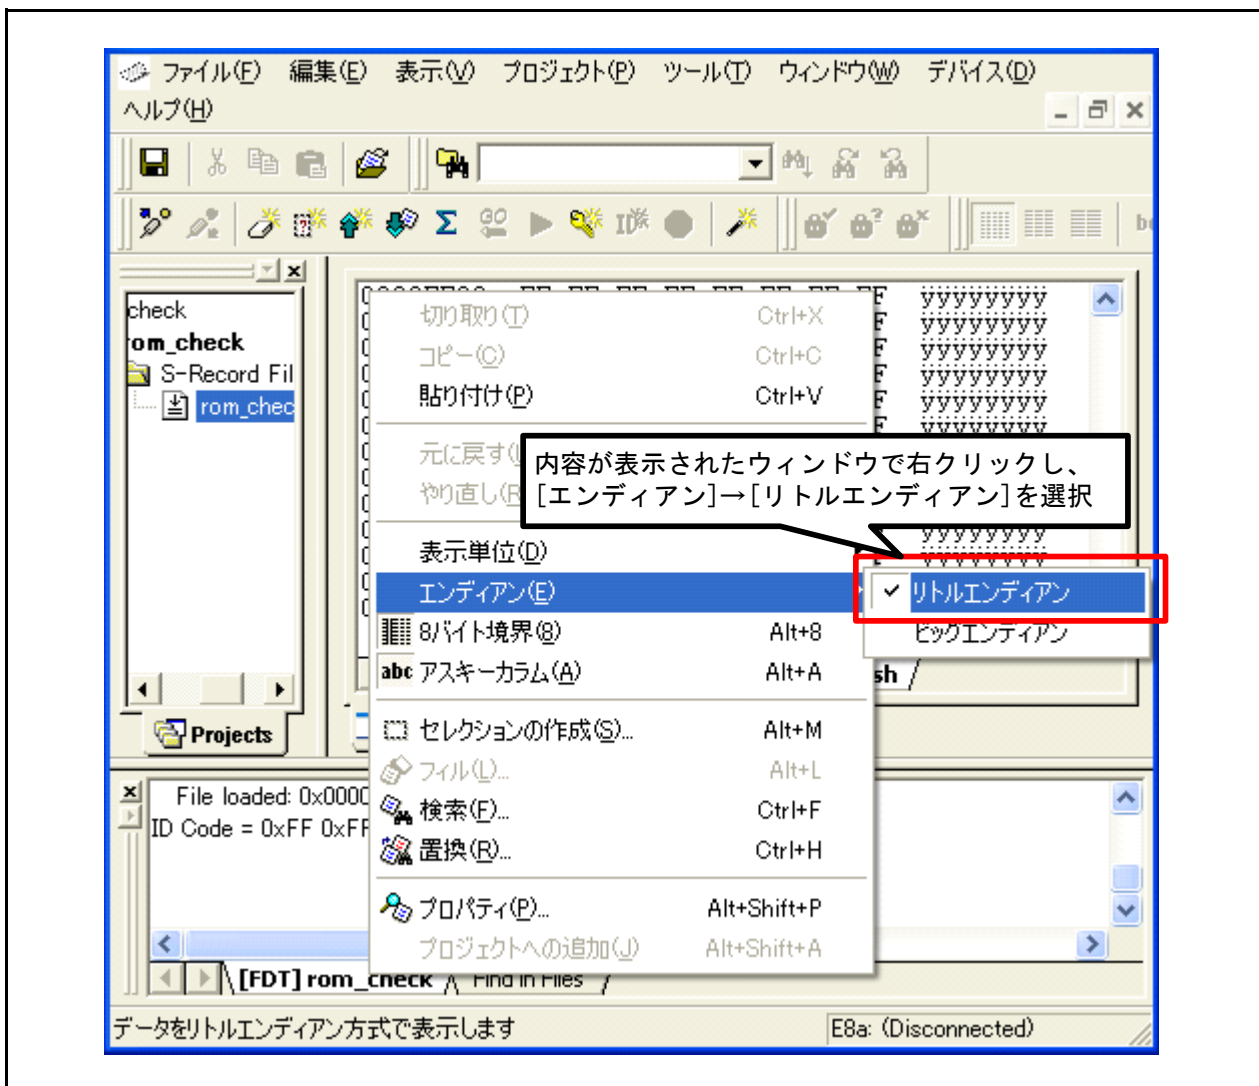 ファイル(F) 編集(E) 表示(V) プロジェクト(P) ツール(T) ウィンドウ(W) デバイス(D)
ヘルプ(H)
check
rom_check
S-Record Fil
rom_chec
Projects
ÿÿÿÿÿÿÿÿ
ÿÿÿÿÿÿÿÿ
ÿÿÿÿÿÿÿÿ
ÿÿÿÿÿÿÿÿ
ÿÿÿÿÿÿÿÿ
切り取り(T) Ctrl+X
コピー(C) Ctrl+C
貼り付け(P) Ctrl+V
元に戻す(U
やり直し(R
内容が表示されたウィンドウで右クリックし、
[エンディアン]→[リトルエンディアン]を選択
表示単位(D)
エンディアン(E)
リトルエンディアン
ビックエンディアン
8バイト境界(8) Alt+8
abc アスキーカラム(A) Alt+A
sh
セレクションの作成(S)... Alt+M
フィル(L)... Alt+L
検索(F)... Ctrl+F
置換(R)... Ctrl+H
プロパティ(P)... Alt+Shift+P
プロジェクトへの追加(J) Alt+Shift+A
File loaded: 0x0000
ID Code = 0xFF 0xFF
[FDT] rom_check Find in Files
データをリトルエンディアン方式で表示します E8a: (Disconnected)